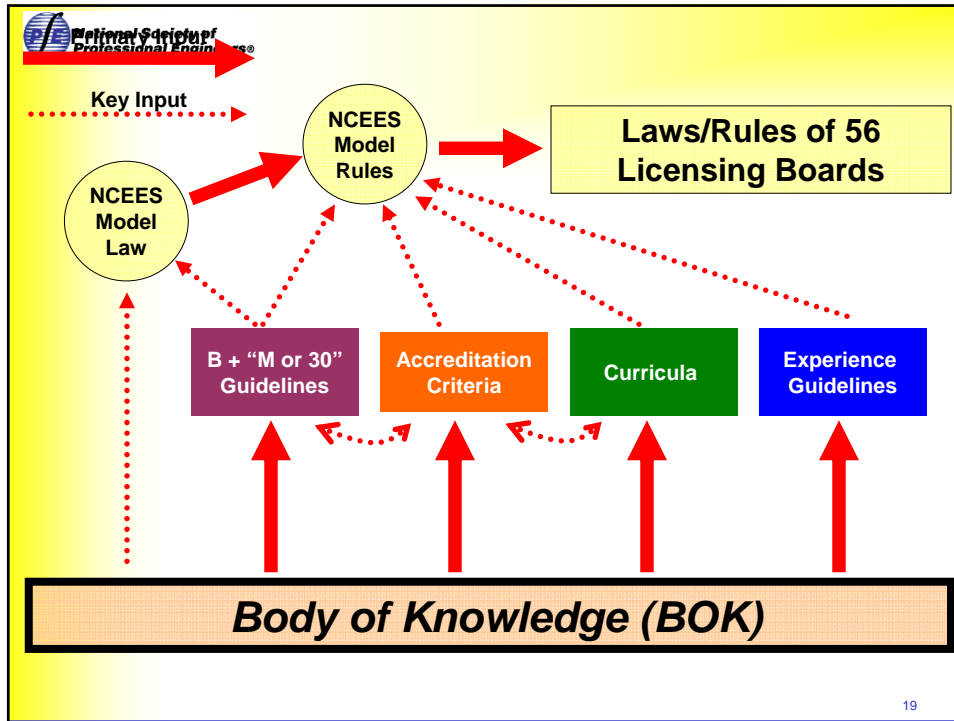 National Society of
Professional Engineers®
Primary Input
Key Input
NCEES
Model
Rules
Laws/Rules of 56
Licensing Boards
NCEES
Model
Law
B + “M or 30”
Guidelines
Accreditation
Criteria
Curricula
Experience
Guidelines
Body of Knowledge (BOK)
19